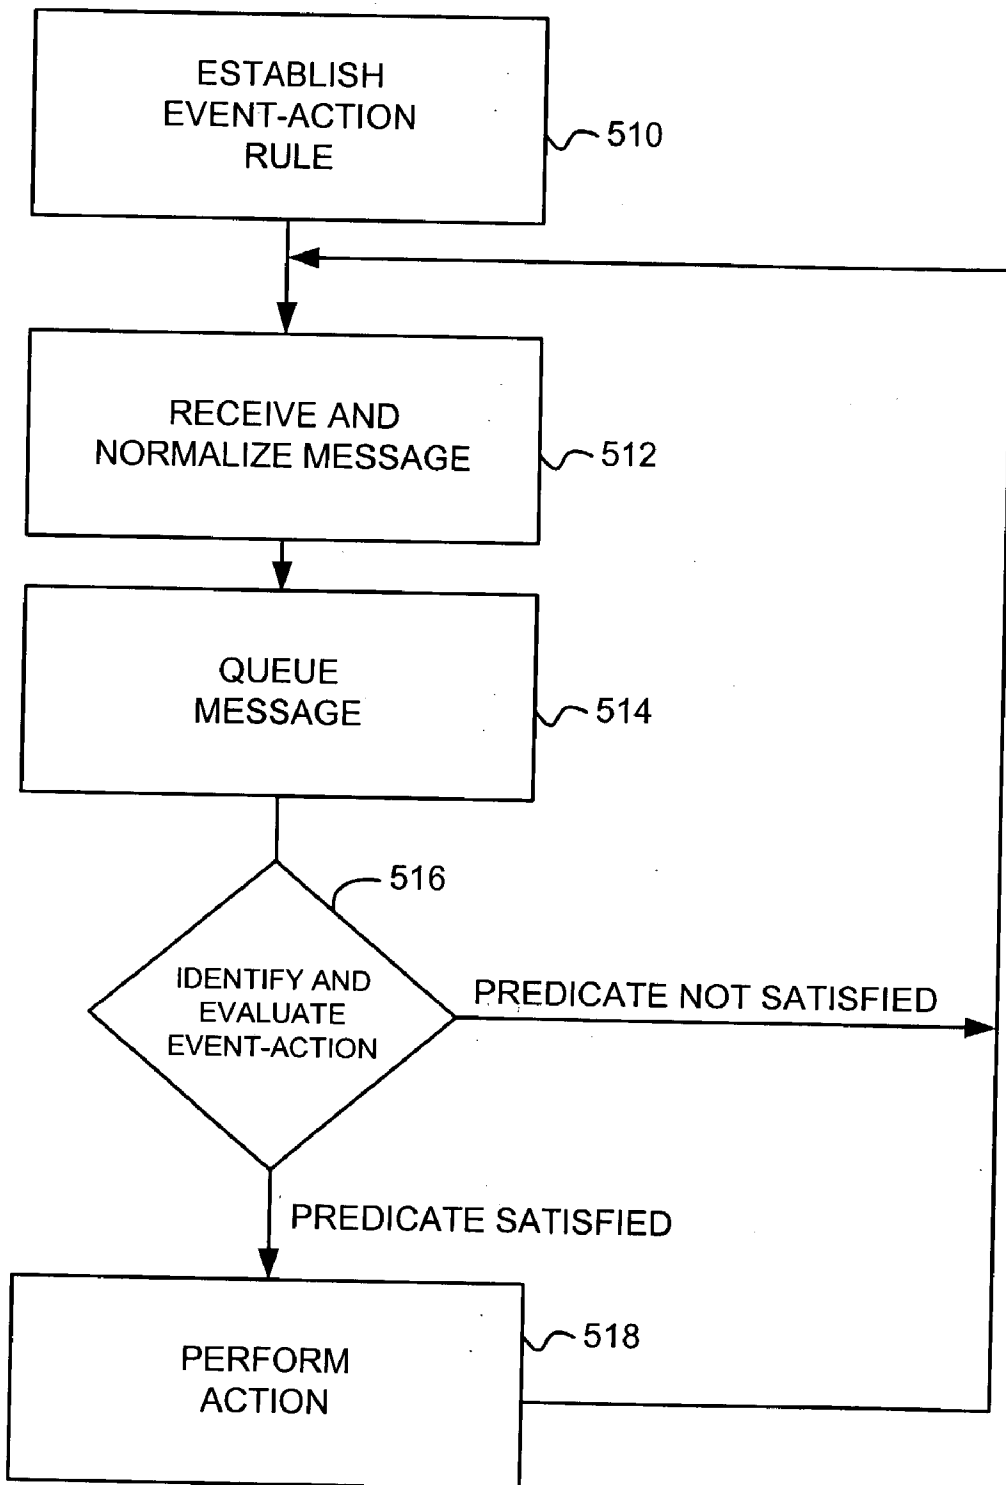 ESTABLISH
EVENT-ACTION
RULE
510
RECEIVE AND
NORMALIZE MESSAGE
512
QUEUE
MESSAGE
514
516
IDENTIFY AND
EVALUATE
EVENT-ACTION
PREDICATE NOT SATISFIED
PREDICATE SATISFIED
518
PERFORM
ACTION